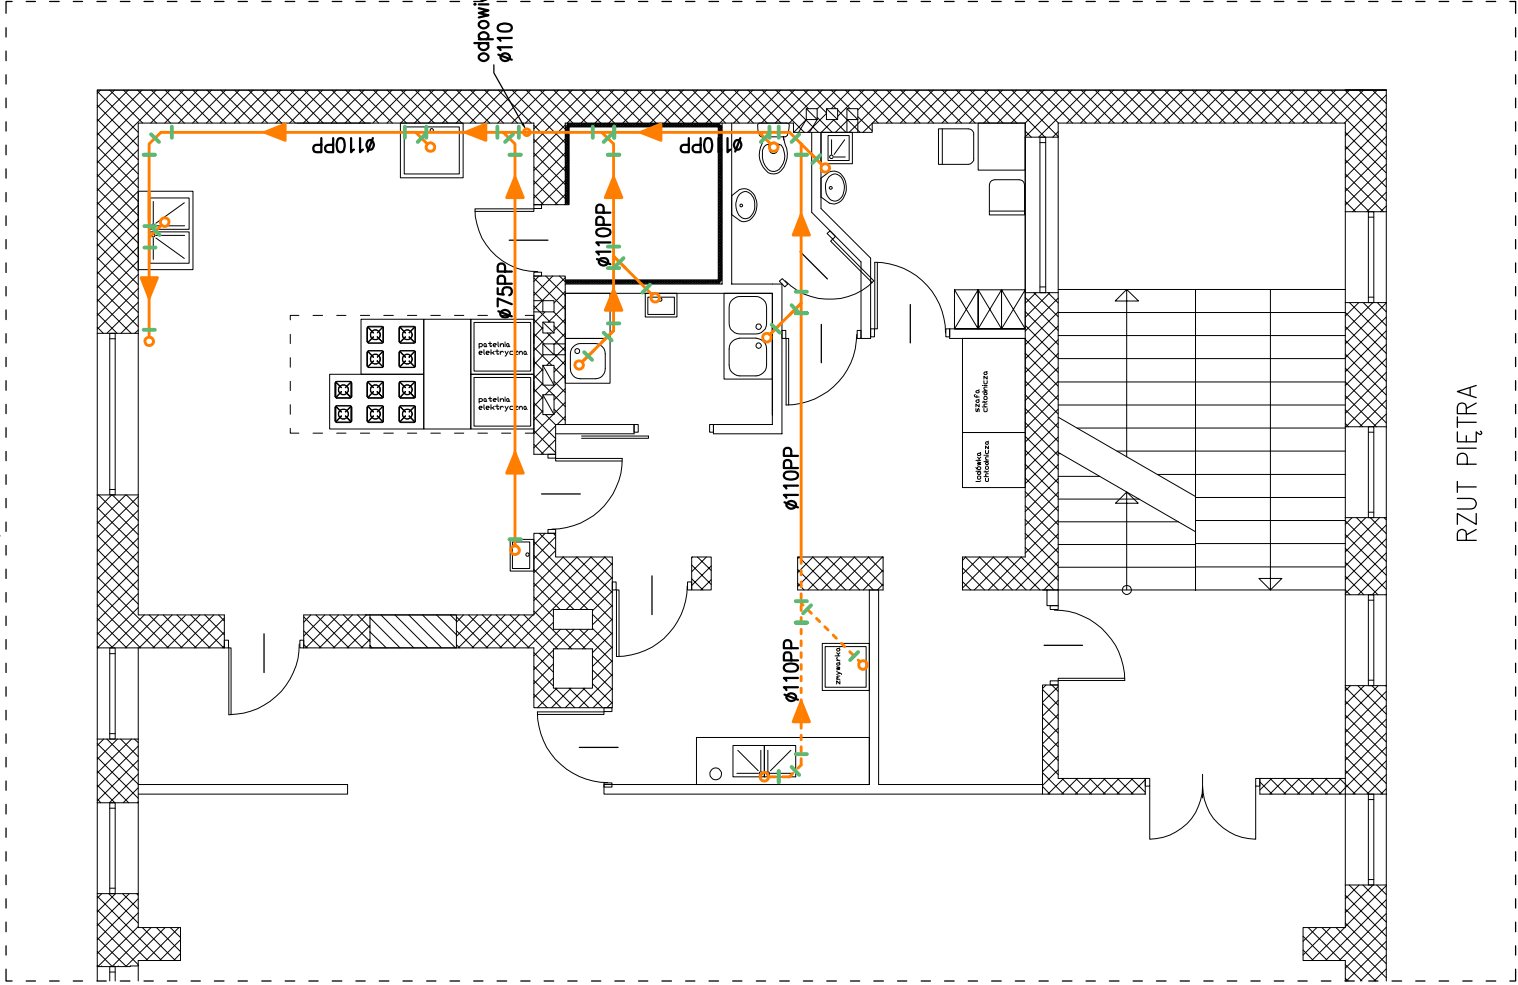 odpowi
ø110
ø110PP
ø110PP
ø110PP
ø75PP
patelnia
elektryczna
patelnia
elektryczna
szafa
chłodnicza
lodówka
chłodnicza
ø110PP
ø110PP
zmywarka
RZUT PIĘTRA